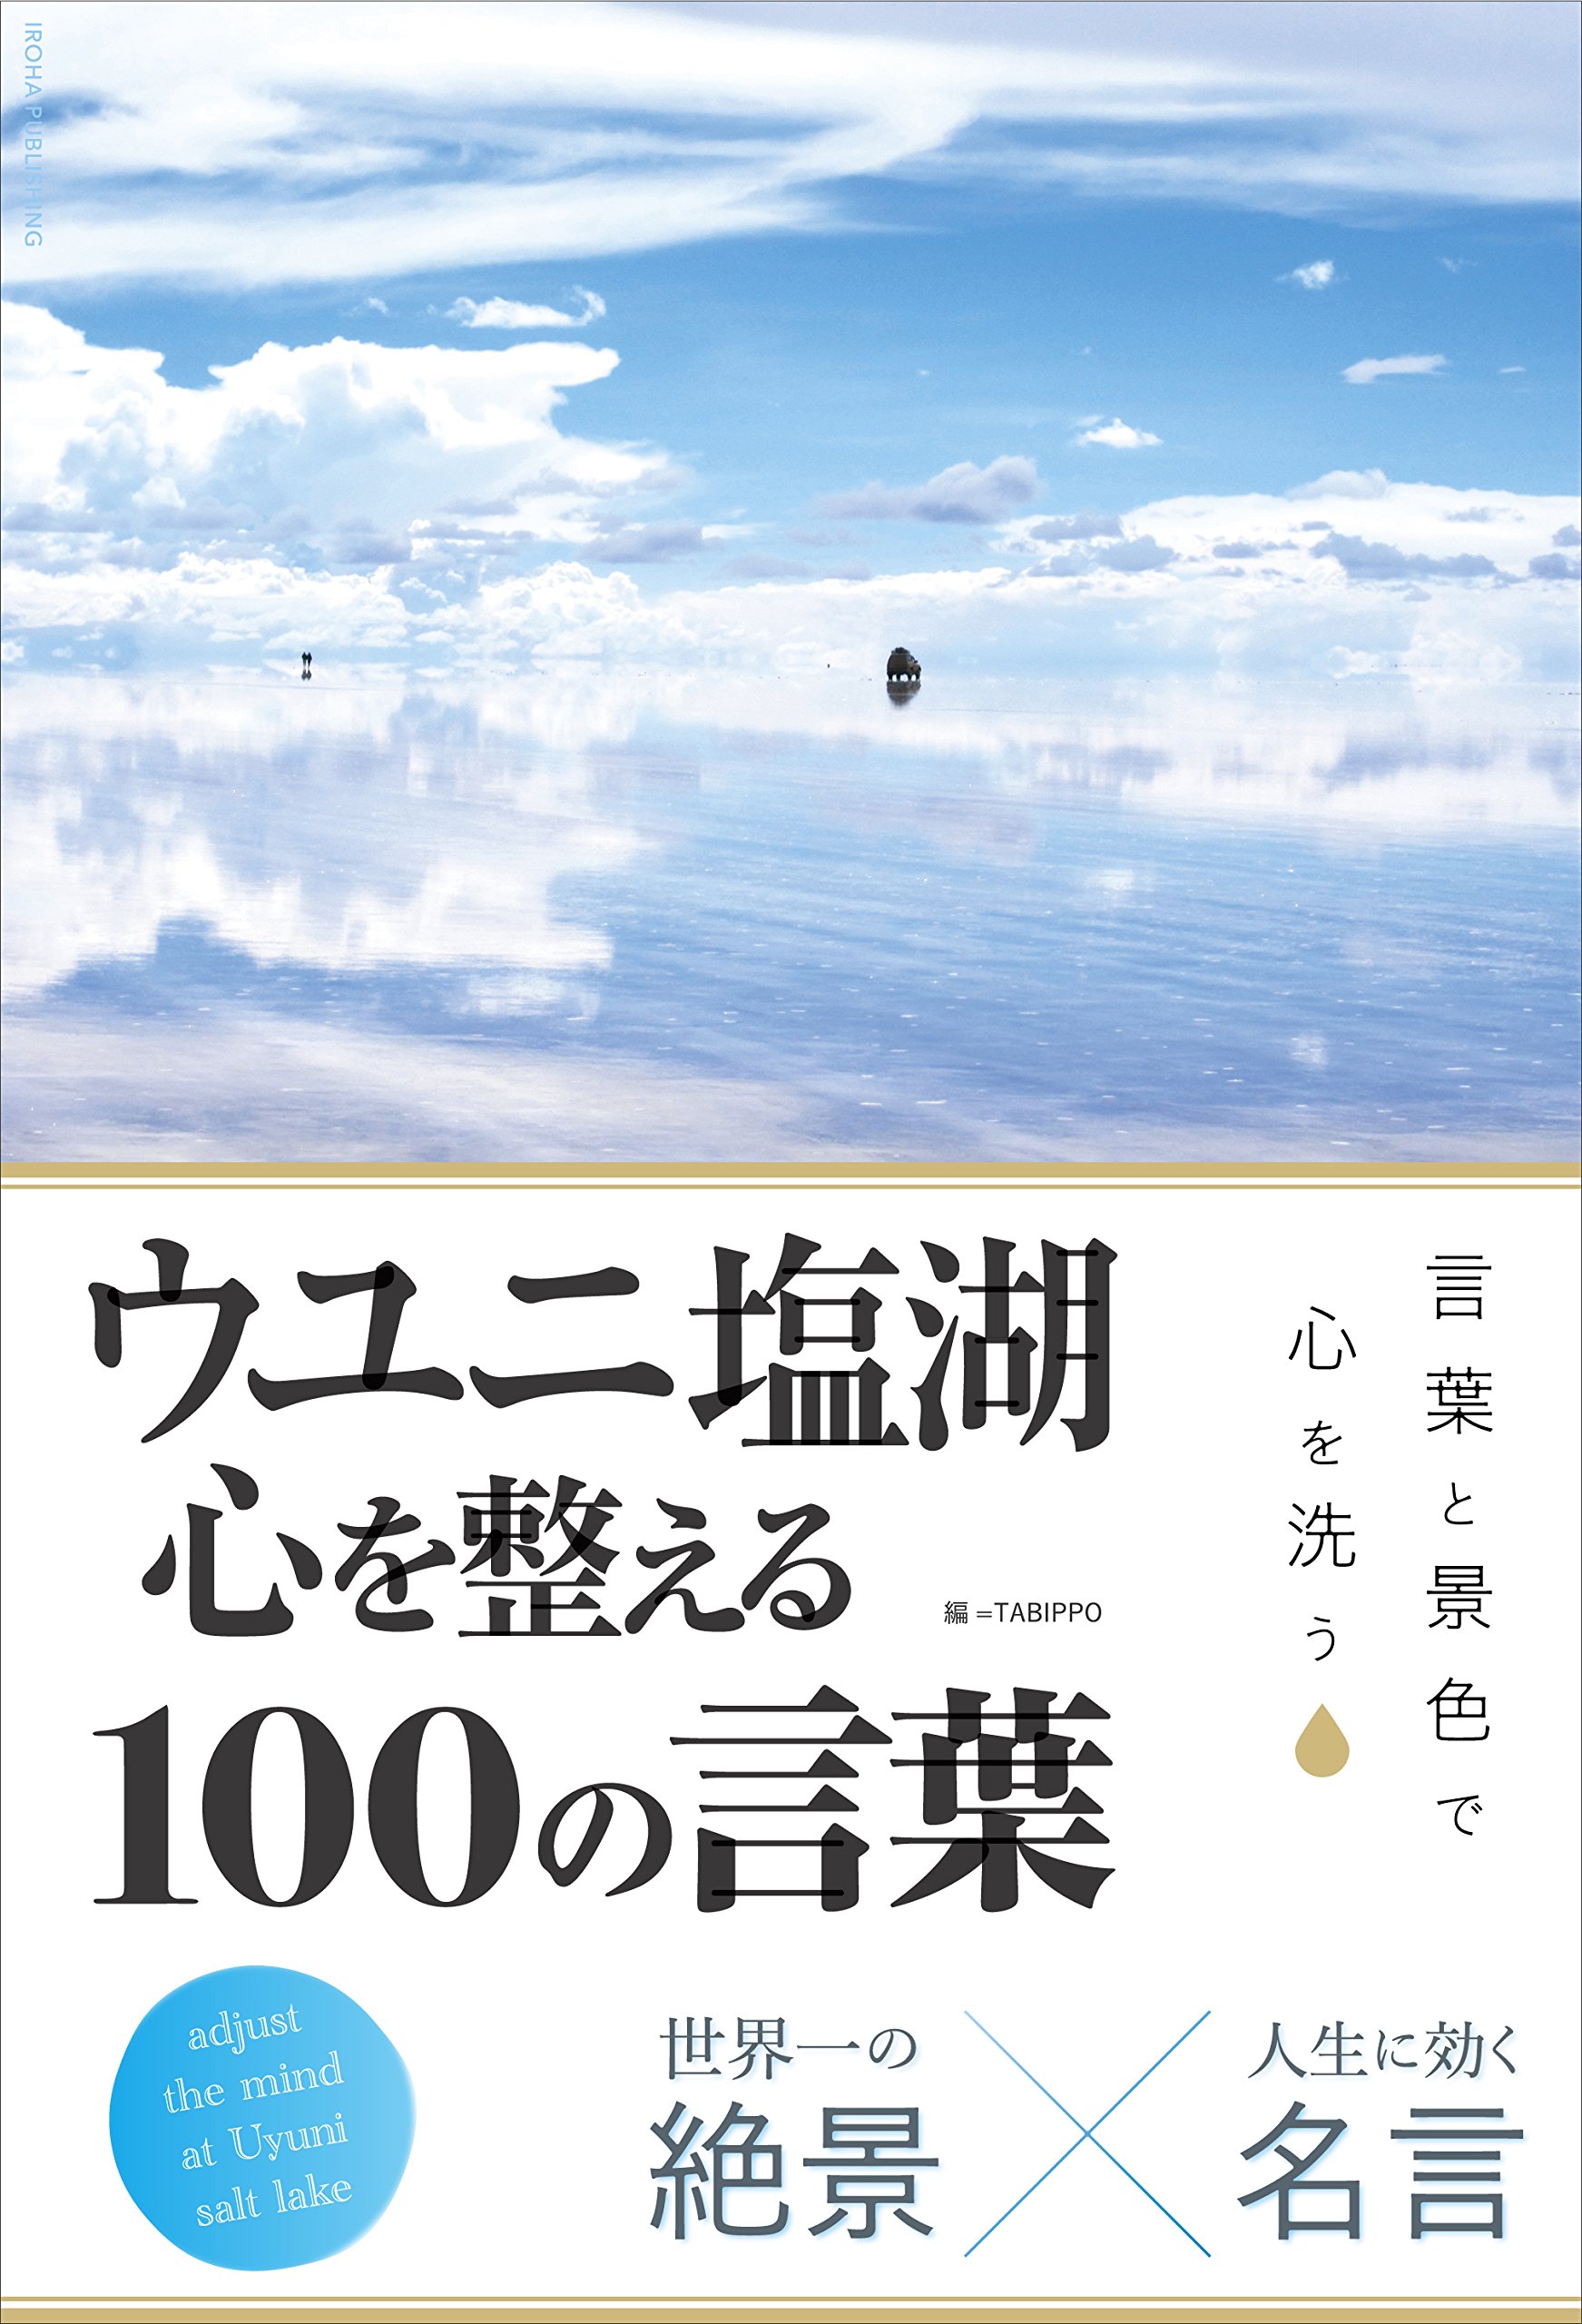 IROHA PUBLISHING
ウユニ塩湖
心を整える
編=TABIPPO
100の言葉
言葉と景色で
心を洗う
adjust
the mind
at Uyuni
salt lake
世界一の
絶景
人生に効く
名言